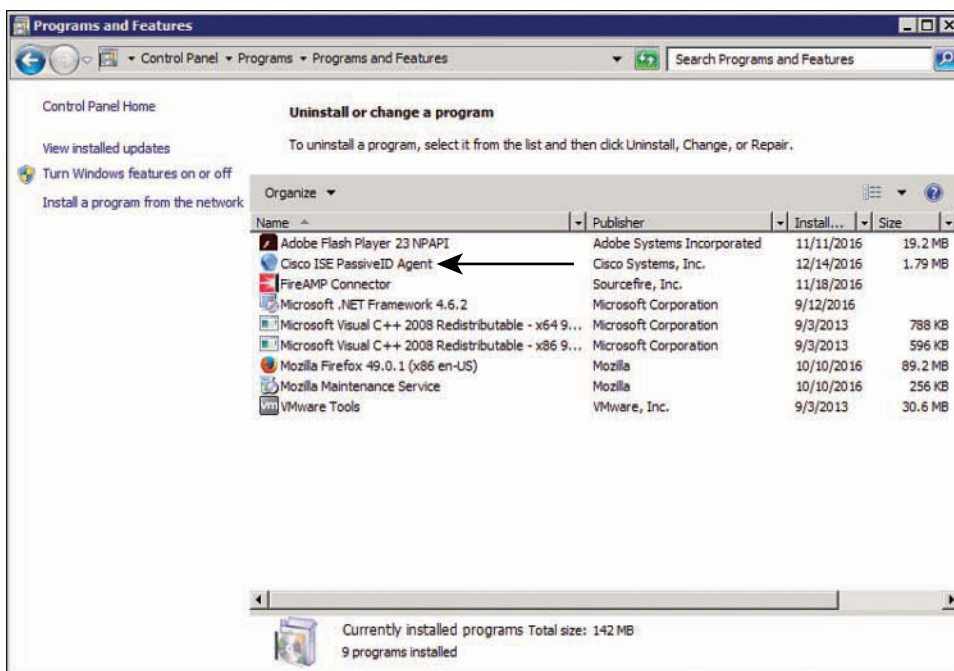 Programs and Features
Control Panel Programs Programs and Features Search Programs and Features
Control Panel Home
View installed updates
Turn Windows features on or off
Install a program from the network
Uninstall or change a program
To uninstall a program, select it from the list and then click Uninstall, Change, or Repair.
Organize
Name Publisher Install... Size
Adobe Flash Player 23 NPAPI Adobe Systems Incorporated 11/11/2016 19.2 MB
Cisco ISE PassiveID Agent Cisco Systems, Inc. 12/14/2016 1.79 MB
FireAMP Connector Sourcefire, Inc. 11/18/2016
Microsoft .NET Framework 4.6.2 Microsoft Corporation 9/12/2016
Microsoft Visual C++ 2008 Redistributable - x64 9... Microsoft Corporation 9/3/2013 788 KB
Microsoft Visual C++ 2008 Redistributable - x86 9... Microsoft Corporation 9/3/2013 596 KB
Mozilla Firefox 49.0.1 (x86 en-US) Mozilla 10/10/2016 89.2 MB
Mozilla Maintenance Service Mozilla 10/10/2016 256 KB
VMware Tools VMware, Inc. 9/3/2013 30.6 MB
Currently installed programs Total size: 142 MB
9 programs installed